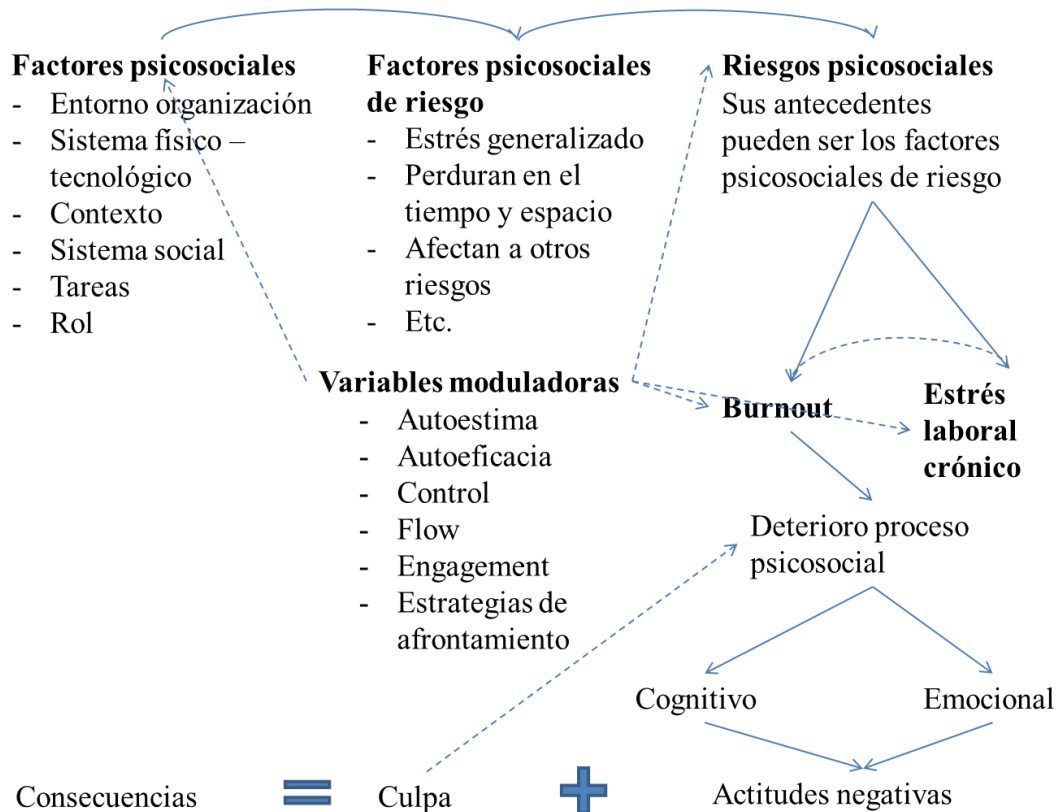 Factores psicosociales
- Entorno organización
- Sistema físico –
tecnológico
- Contexto
- Sistema social
- Tareas
- Rol
Factores psicosociales
de riesgo
- Estrés generalizado
- Perduran en el
tiempo y espacio
- Afectan a otros
riesgos
- Etc.
Riesgos psicosociales
Sus antecedentes
pueden ser los factores
psicosociales de riesgo
Variables moduladoras
- Autoestima
- Autoeficacia
- Control
- Flow
- Engagement
- Estrategias de
afrontamiento
Burnout
Estrés
laboral
crónico
Deterioro proceso
psicosocial
Cognitivo
Emocional
Consecuencias = Culpa + Actitudes negativas